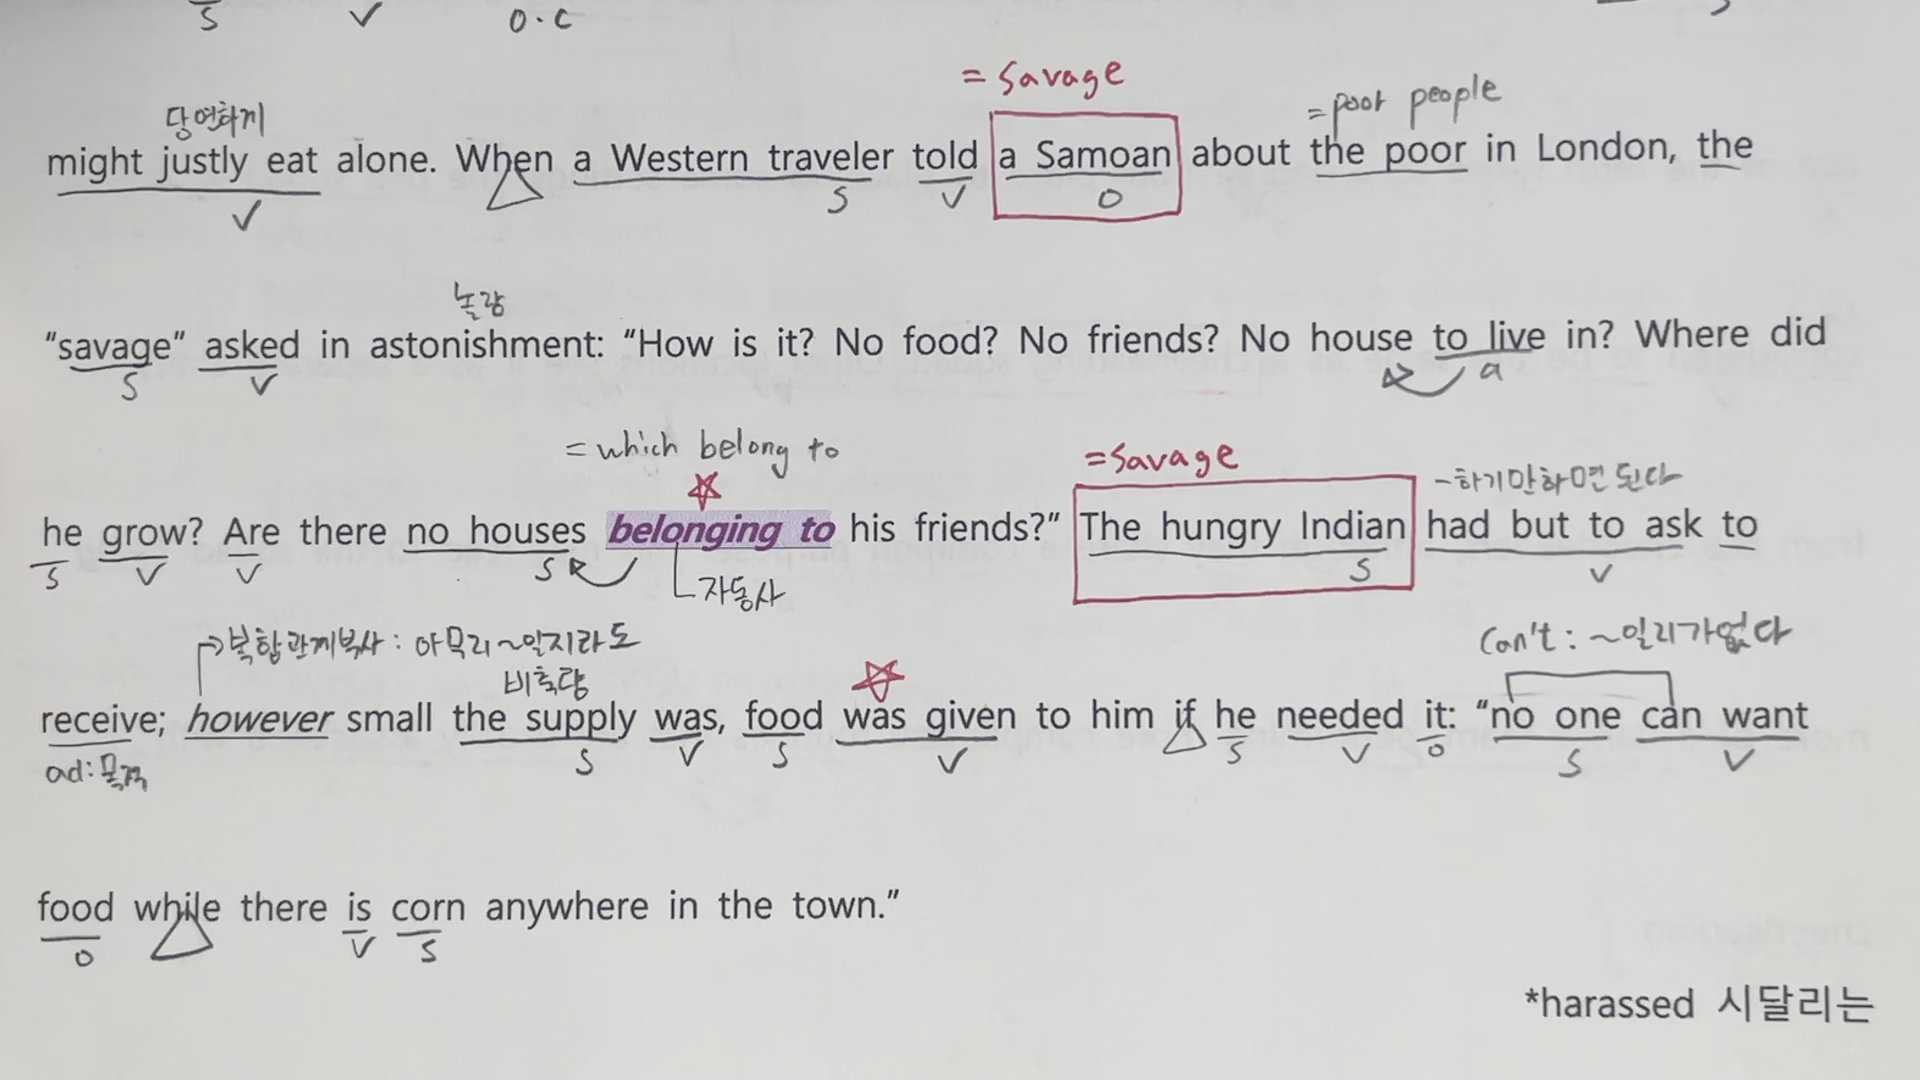 S V O·C
= Savage
당연하게 =poor people
might justly eat alone. When a Western traveler told a Samoan about the poor in London, the
V S V O
놀람
“savage” asked in astonishment: “How is it? No food? No friends? No house to live in? Where did
S V a
= which belong to =Savage -하기만하면 된다
he grow? Are there no houses belonging to his friends?” The hungry Indian had but to ask to
S V V S 자동사 S V
복합관계부사: 아무리~일지라도 Can't: ~일리가없다
비축량
receive; however small the supply was, food was given to him if he needed it: “no one can want
ad:목적 S V S V S V O S V
food while there is corn anywhere in the town.”
O V S
*harassed 시달리는